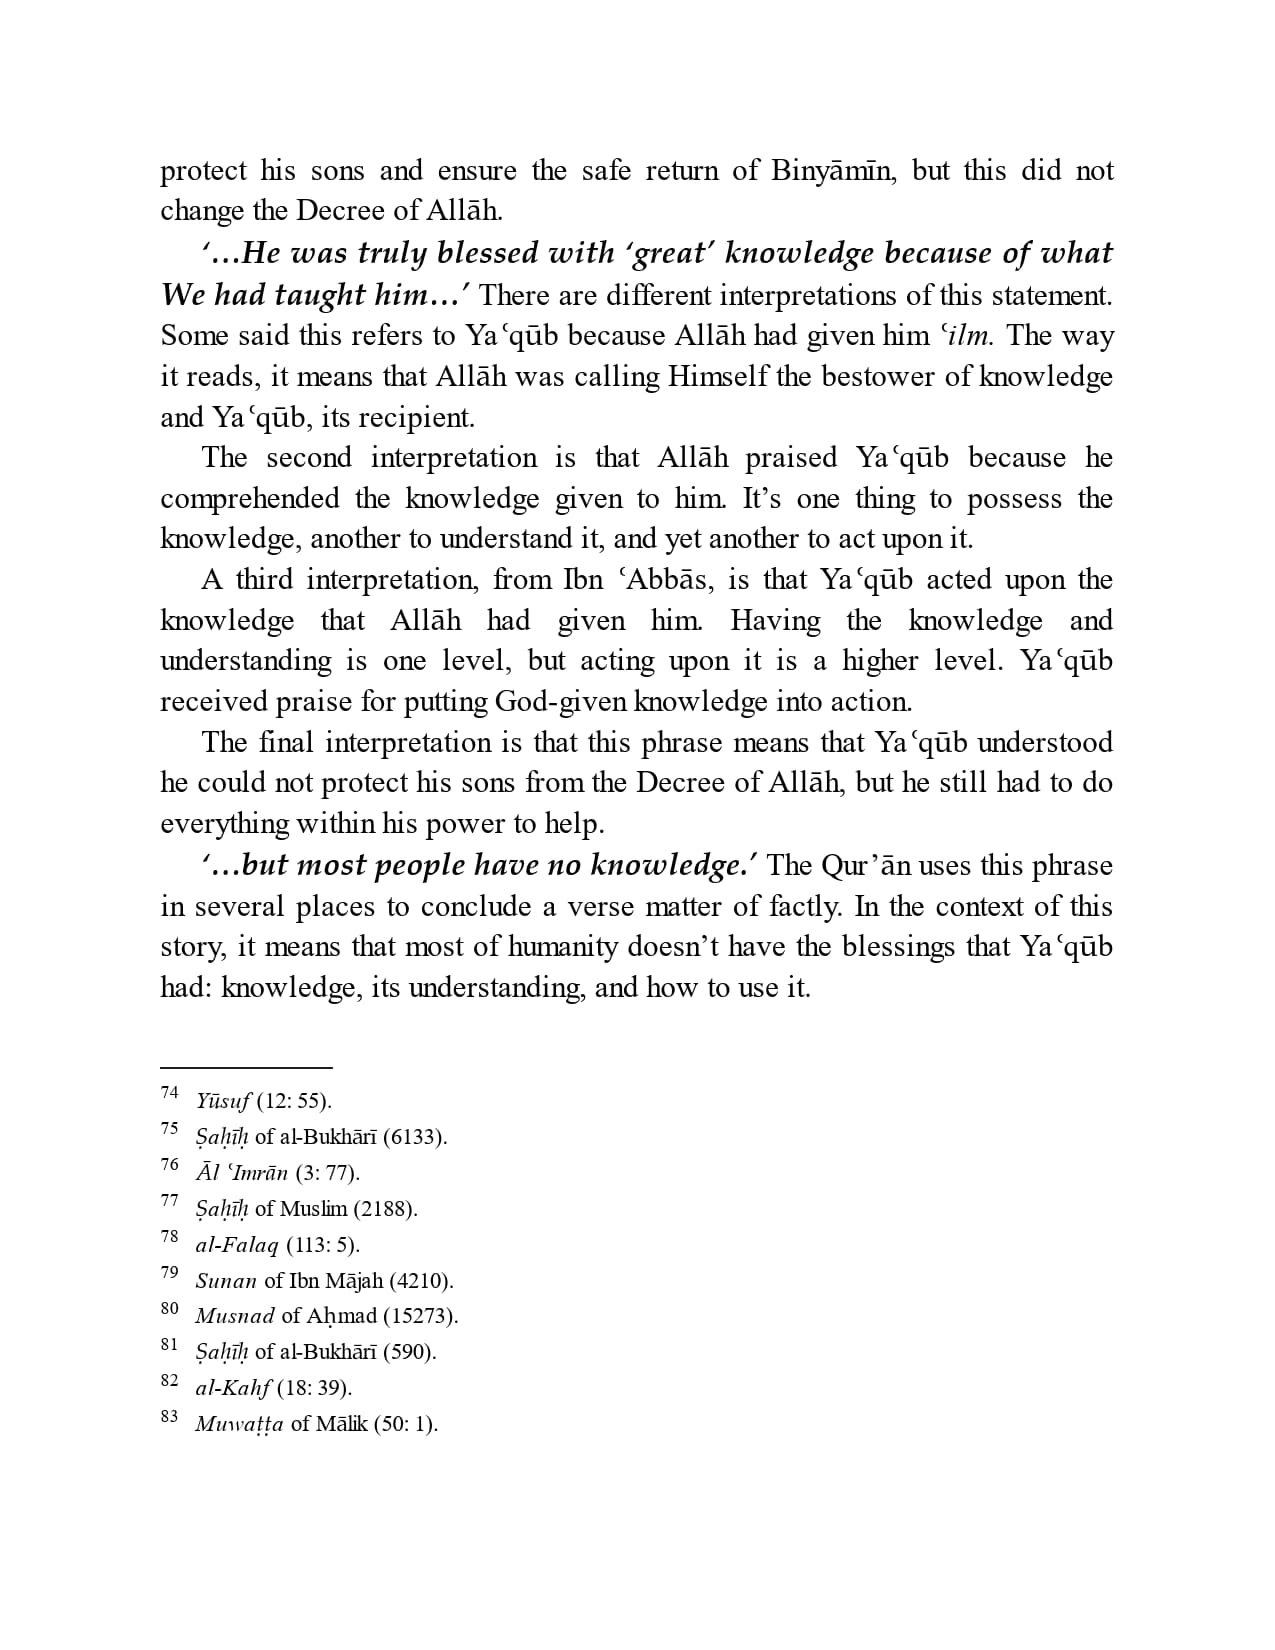 protect his sons and ensure the safe return of Binyāmīn, but this did not
change the Decree of Allāh.
‘…He was truly blessed with ‘great’ knowledge because of what
We had taught him…’ There are different interpretations of this statement.
Some said this refers to Yaʿqūb because Allāh had given him ʿilm. The way
it reads, it means that Allāh was calling Himself the bestower of knowledge
and Yaʿqūb, its recipient.
The second interpretation is that Allāh praised Yaʿqūb because he
comprehended the knowledge given to him. It’s one thing to possess the
knowledge, another to understand it, and yet another to act upon it.
A third interpretation, from Ibn ʿAbbās, is that Yaʿqūb acted upon the
knowledge that Allāh had given him. Having the knowledge and
understanding is one level, but acting upon it is a higher level. Yaʿqūb
received praise for putting God-given knowledge into action.
The final interpretation is that this phrase means that Yaʿqūb understood
he could not protect his sons from the Decree of Allāh, but he still had to do
everything within his power to help.
‘…but most people have no knowledge.’ The Qur’ān uses this phrase
in several places to conclude a verse matter of factly. In the context of this
story, it means that most of humanity doesn’t have the blessings that Yaʿqūb
had: knowledge, its understanding, and how to use it.
74 Yūsuf (12: 55).
75 Ṣaḥīḥ of al-Bukhārī (6133).
76 Āl ʿImrān (3: 77).
77 Ṣaḥīḥ of Muslim (2188).
78 al-Falaq (113: 5).
79 Sunan of Ibn Mājah (4210).
80 Musnad of Aḥmad (15273).
81 Ṣaḥīḥ of al-Bukhārī (590).
82 al-Kahf (18: 39).
83 Muwaṭṭa of Mālik (50: 1).